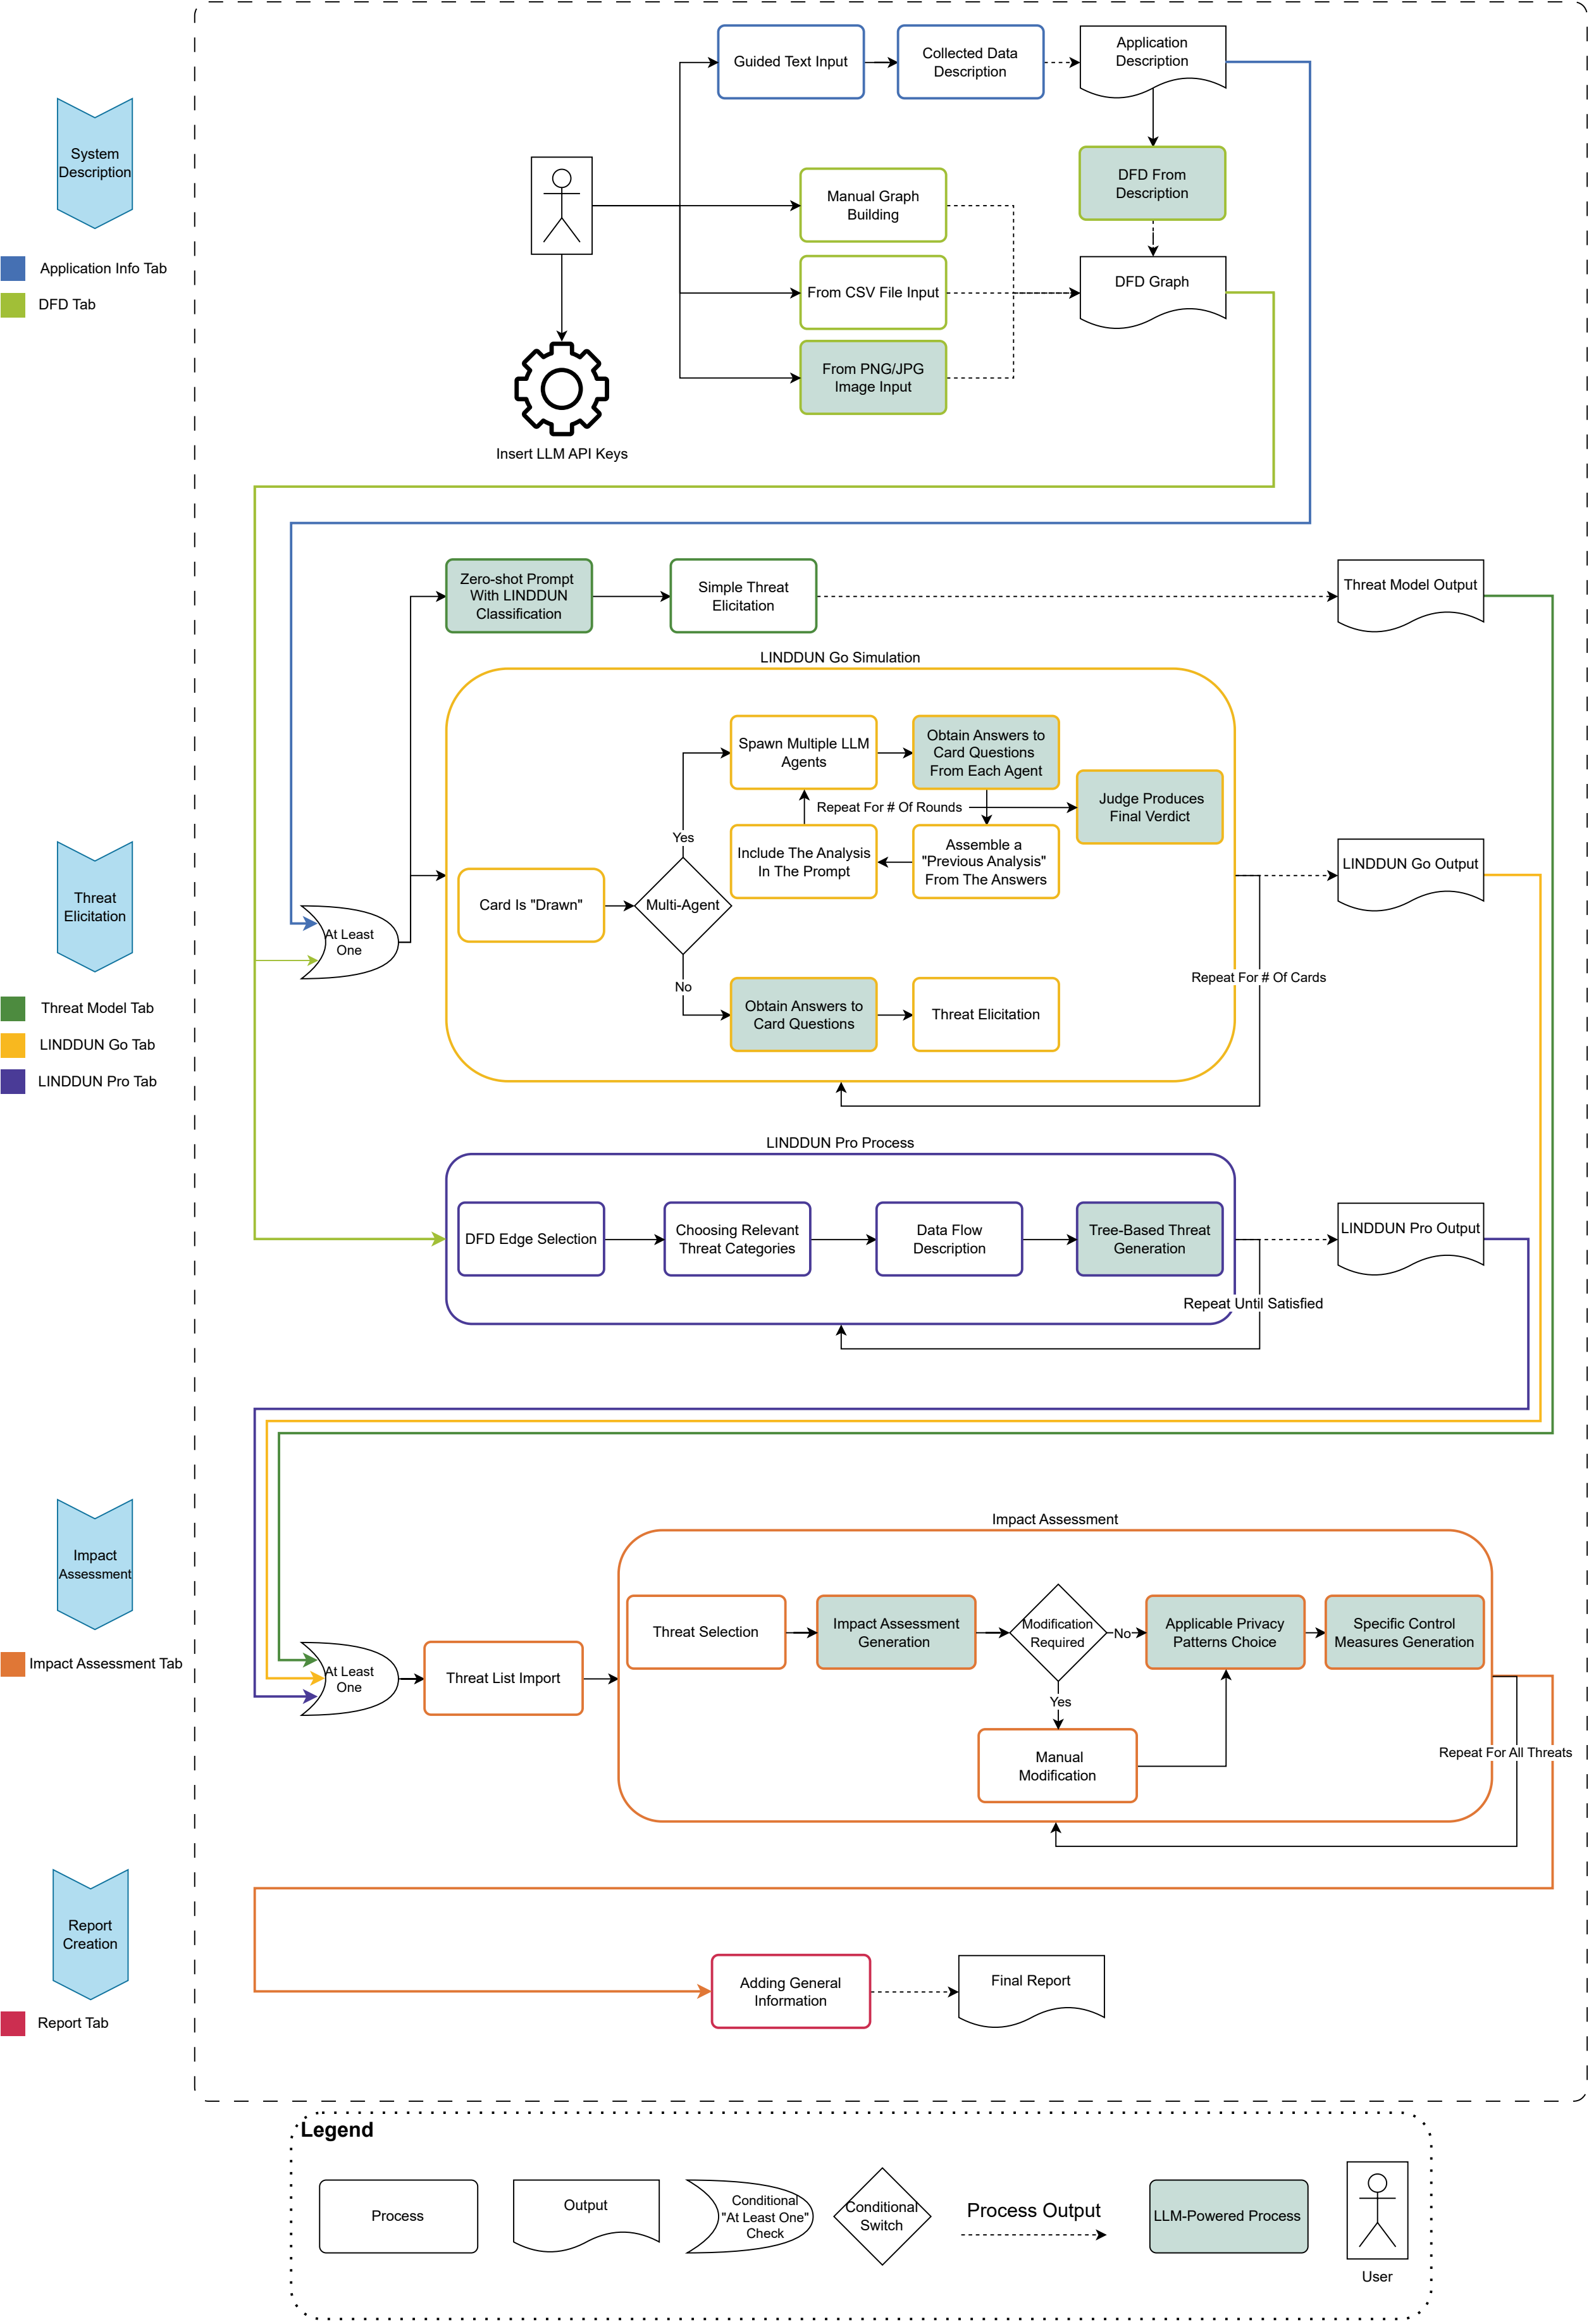 System
Description
Application Info Tab
DFD Tab
Guided Text Input
Collected Data
Description
Application
Description
DFD From
Description
Manual Graph
Building
From CSV File Input
DFD Graph
From PNG/JPG
Image Input
Insert LLM API Keys
Threat
Elicitation
Threat Model Tab
LINDDUN Go Tab
LINDDUN Pro Tab
At Least
One
Zero-shot Prompt
With LINDDUN
Classification
Simple Threat
Elicitation
Threat Model Output
LINDDUN Go Simulation
Card Is "Drawn"
Multi-Agent
Yes
No
Spawn Multiple LLM
Agents
Obtain Answers to
Card Questions
From Each Agent
Repeat For # Of Rounds
Judge Produces
Final Verdict
Include The Analysis
In The Prompt
Assemble a
"Previous Analysis"
From The Answers
Obtain Answers to
Card Questions
Threat Elicitation
LINDDUN Go Output
Repeat For # Of Cards
LINDDUN Pro Process
DFD Edge Selection
Choosing Relevant
Threat Categories
Data Flow
Description
Tree-Based Threat
Generation
LINDDUN Pro Output
Repeat Until Satisfied
Impact
Assessment
Impact Assessment Tab
At Least
One
Threat List Import
Impact Assessment
Threat Selection
Impact Assessment
Generation
Modification
Required
No
Yes
Applicable Privacy
Patterns Choice
Specific Control
Measures Generation
Manual
Modification
Repeat For All Threats
Report
Creation
Report Tab
Adding General
Information
Final Report
Legend
Process
Output
Conditional
"At Least One"
Check
Conditional
Switch
Process Output
LLM-Powered Process
User